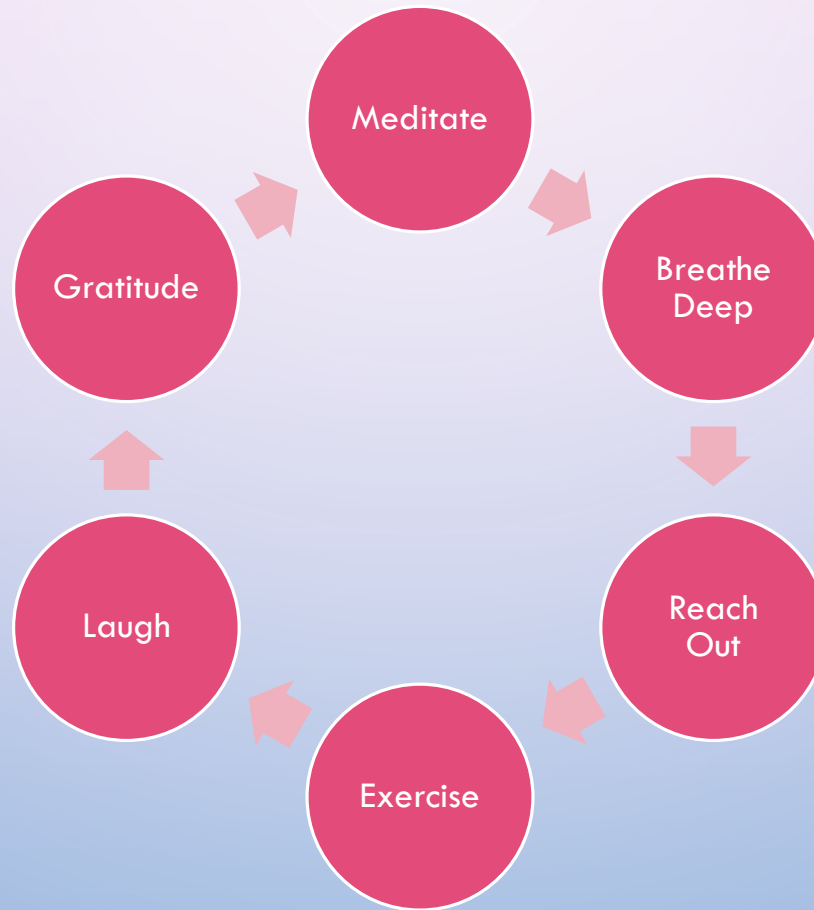 Meditate
Breathe
Deep
Reach
Out
Exercise
Laugh
Gratitude